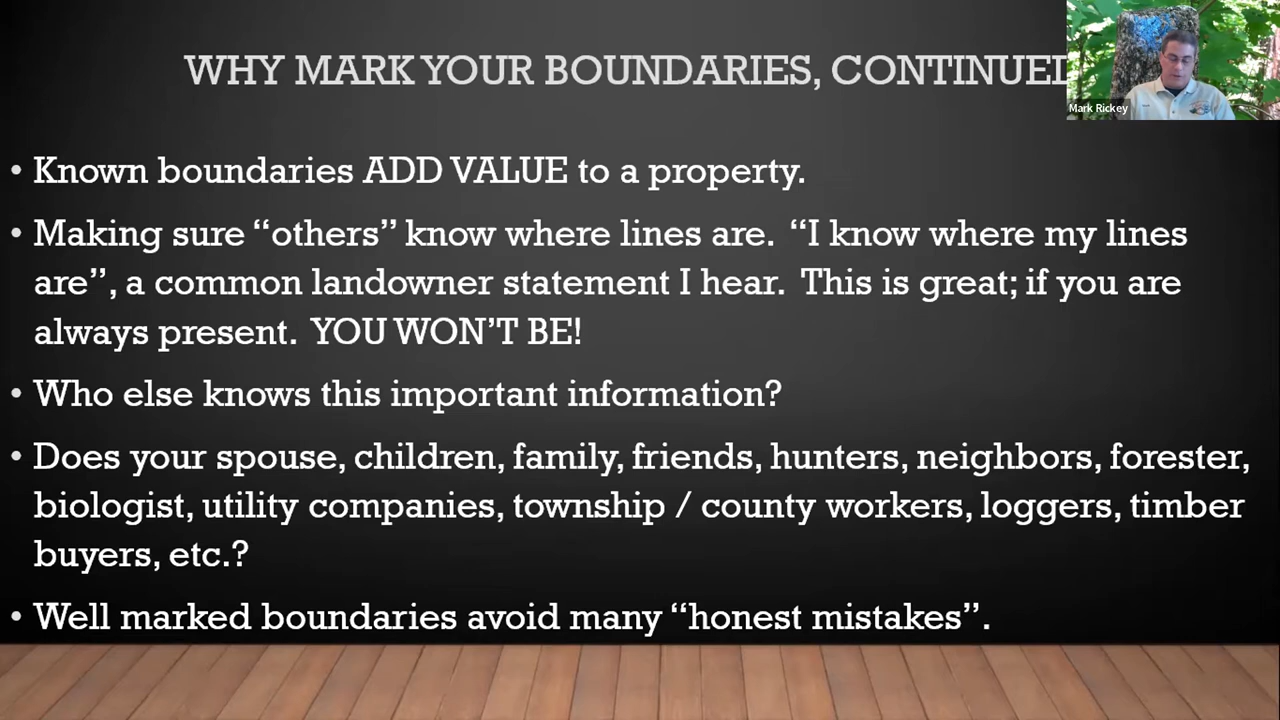 WHY MARK YOUR BOUNDARIES, CONTINUED
Mark Rickey
• Known boundaries ADD VALUE to a property.
• Making sure “others” know where lines are.  “I know where my lines
are”, a common landowner statement I hear.  This is great; if you are
always present.  YOU WON’T BE!
• Who else knows this important information?
• Does your spouse, children, family, friends, hunters, neighbors, forester,
biologist, utility companies, township / county workers, loggers, timber
buyers, etc.?
• Well marked boundaries avoid many “honest mistakes”.